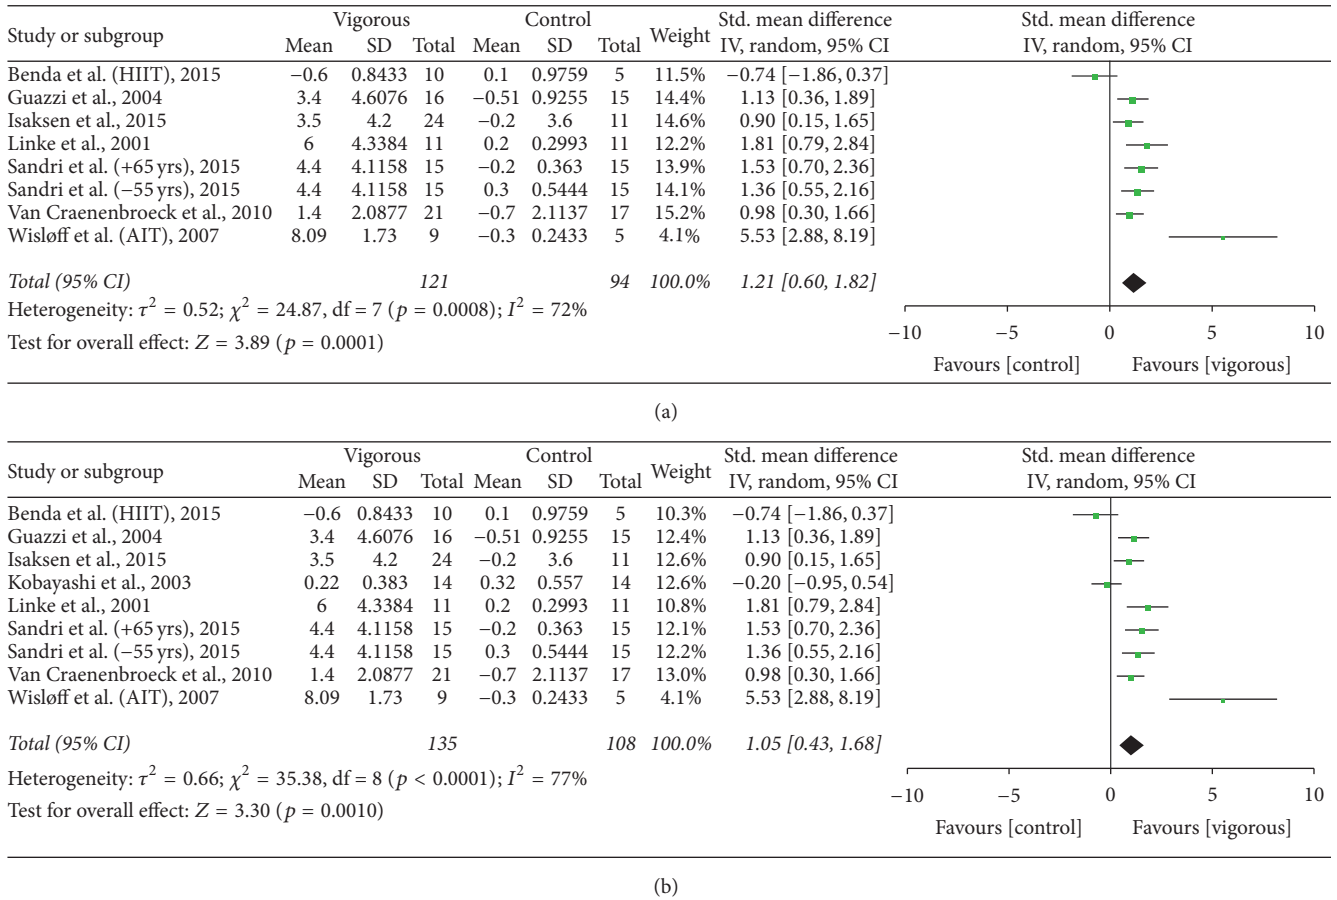 Study or subgroup Vigorous Control Weight Std. mean difference Std. mean difference
Mean SD Total Mean SD Total IV, random, 95% CI IV, random, 95% CI
Benda et al. (HIIT), 2015 −0.6 0.8433 10 0.1 0.9759 5 11.5% −0.74 [−1.86, 0.37]
Guazzi et al., 2004 3.4 4.6076 16 −0.51 0.9255 15 14.4% 1.13 [0.36, 1.89]
Isaksen et al., 2015 3.5 4.2 24 −0.2 3.6 11 14.6% 0.90 [0.15, 1.65]
Linke et al., 2001 6 4.3384 11 0.2 0.2993 11 12.2% 1.81 [0.79, 2.84]
Sandri et al. (+65 yrs), 2015 4.4 4.1158 15 −0.2 0.363 15 13.9% 1.53 [0.70, 2.36]
Sandri et al. (−55 yrs), 2015 4.4 4.1158 15 0.3 0.5444 15 14.1% 1.36 [0.55, 2.16]
Van Craenenbroeck et al., 2010 1.4 2.0877 21 −0.7 2.1137 17 15.2% 0.98 [0.30, 1.66]
Wisløff et al. (AIT), 2007 8.09 1.73 9 −0.3 0.2433 5 4.1% 5.53 [2.88, 8.19]
Total (95% CI) 121 94 100.0% 1.21 [0.60, 1.82]
Heterogeneity: τ² = 0.52; χ² = 24.87, df = 7 (p = 0.0008); I² = 72%
Test for overall effect: Z = 3.89 (p = 0.0001)
−10 −5 0 5 10
Favours [control] Favours [vigorous]
(a)
Study or subgroup Vigorous Control Weight Std. mean difference Std. mean difference
Mean SD Total Mean SD Total IV, random, 95% CI IV, random, 95% CI
Benda et al. (HIIT), 2015 −0.6 0.8433 10 0.1 0.9759 5 10.3% −0.74 [−1.86, 0.37]
Guazzi et al., 2004 3.4 4.6076 16 −0.51 0.9255 15 12.4% 1.13 [0.36, 1.89]
Isaksen et al., 2015 3.5 4.2 24 −0.2 3.6 11 12.6% 0.90 [0.15, 1.65]
Kobayashi et al., 2003 0.22 0.383 14 0.32 0.557 14 12.6% −0.20 [−0.95, 0.54]
Linke et al., 2001 6 4.3384 11 0.2 0.2993 11 10.8% 1.81 [0.79, 2.84]
Sandri et al. (+65 yrs), 2015 4.4 4.1158 15 −0.2 0.363 15 12.1% 1.53 [0.70, 2.36]
Sandri et al. (−55 yrs), 2015 4.4 4.1158 15 0.3 0.5444 15 12.2% 1.36 [0.55, 2.16]
Van Craenenbroeck et al., 2010 1.4 2.0877 21 −0.7 2.1137 17 13.0% 0.98 [0.30, 1.66]
Wisløff et al. (AIT), 2007 8.09 1.73 9 −0.3 0.2433 5 4.1% 5.53 [2.88, 8.19]
Total (95% CI) 135 108 100.0% 1.05 [0.43, 1.68]
Heterogeneity: τ² = 0.66; χ² = 35.38, df = 8 (p < 0.0001); I² = 77%
Test for overall effect: Z = 3.30 (p = 0.0010)
−10 −5 0 5 10
Favours [control] Favours [vigorous]
(b)